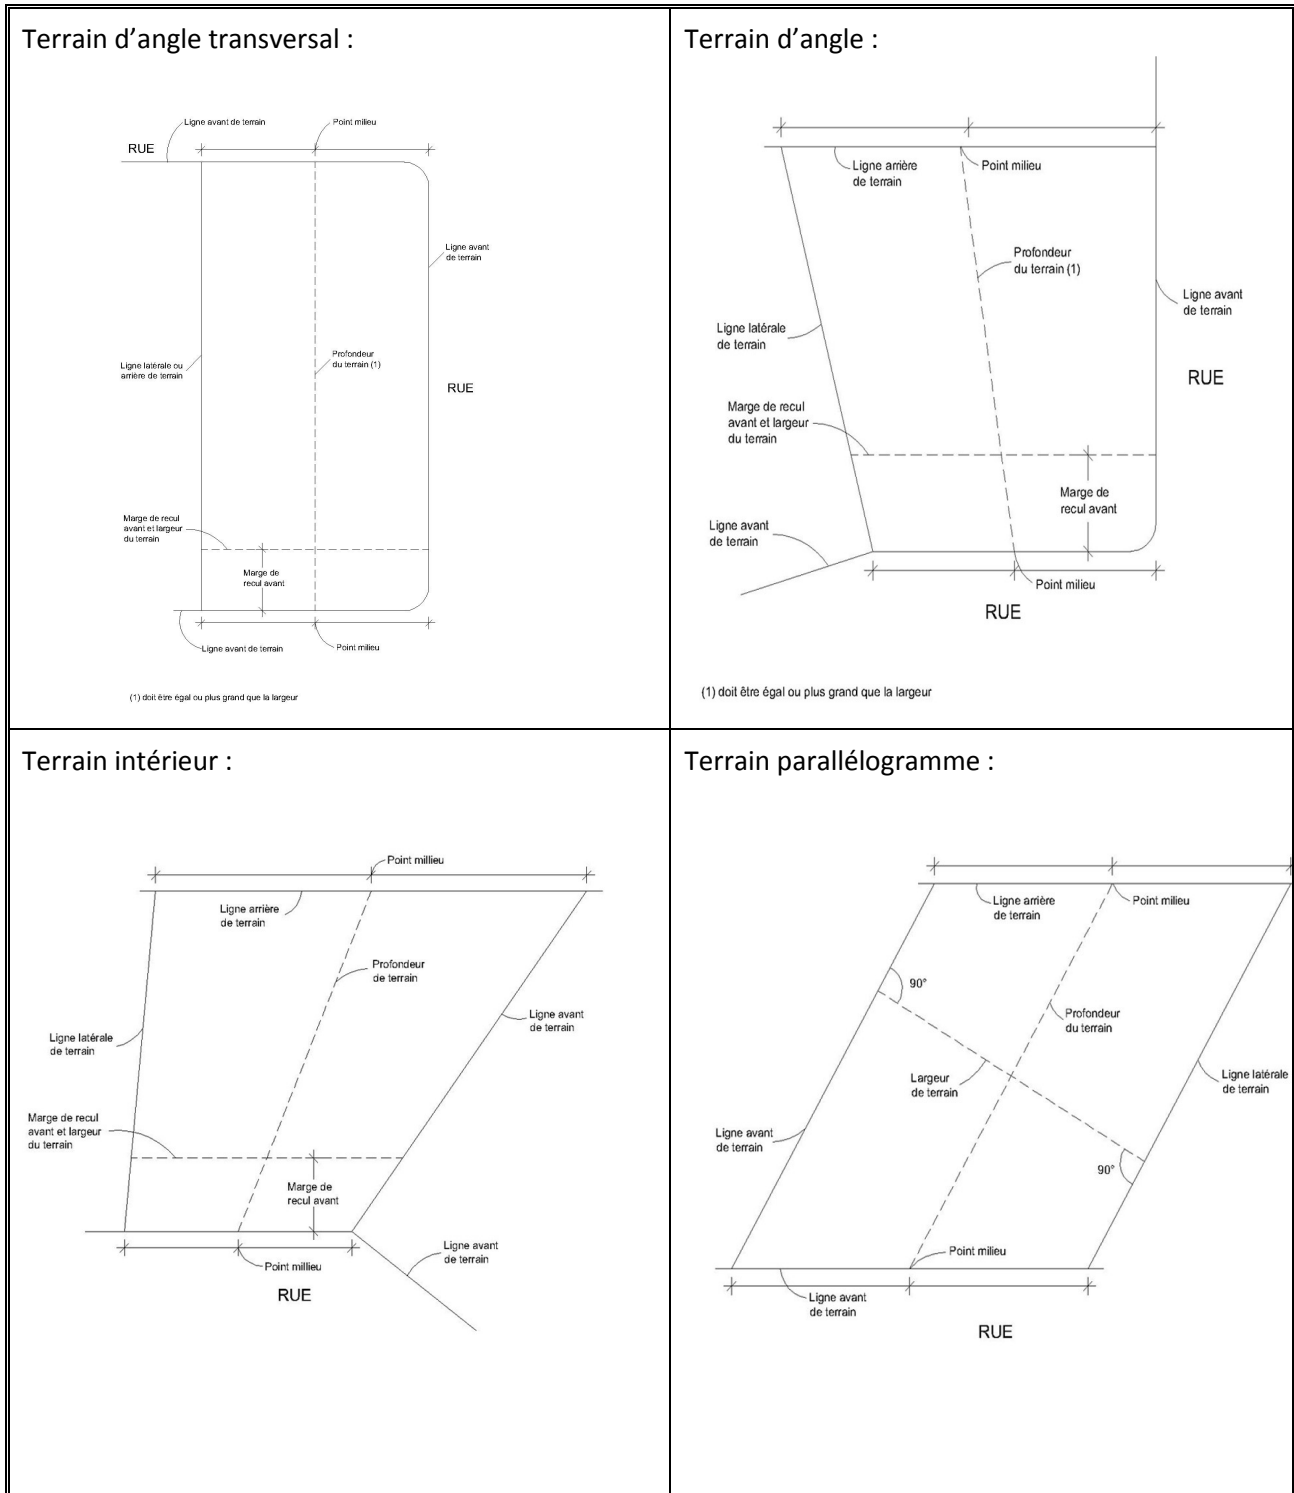 Terrain d'angle transversal :
Ligne avant de terrain
Point milieu
RUE
Ligne avant
de terrain
Ligne latérale ou
arrière de terrain
Profondeur
du terrain (1)
RUE
Marge de recul
avant et largeur
du terrain
Marge de
recul avant
Ligne avant de terrain
Point milieu
(1) doit être égal ou plus grand que la largeur
Terrain d'angle :
Ligne arrière
de terrain
Point milieu
Profondeur
du terrain (1)
Ligne avant
de terrain
Ligne latérale
de terrain
RUE
Marge de recul
avant et largeur
du terrain
Marge de
recul avant
Ligne avant
de terrain
Point milieu
RUE
(1) doit être égal ou plus grand que la largeur
Terrain intérieur :
Point millieu
Ligne arrière
de terrain
Profondeur
de terrain
Ligne avant
de terrain
Ligne latérale
de terrain
Marge de recul
avant et largeur
du terrain
Marge de
recul avant
Ligne avant
de terrain
Point millieu
RUE
Terrain parallélogramme :
Ligne arrière
de terrain
Point milieu
90°
Profondeur
du terrain
Largeur
de terrain
Ligne latérale
de terrain
Ligne avant
de terrain
90°
Point milieu
Ligne avant
de terrain
RUE